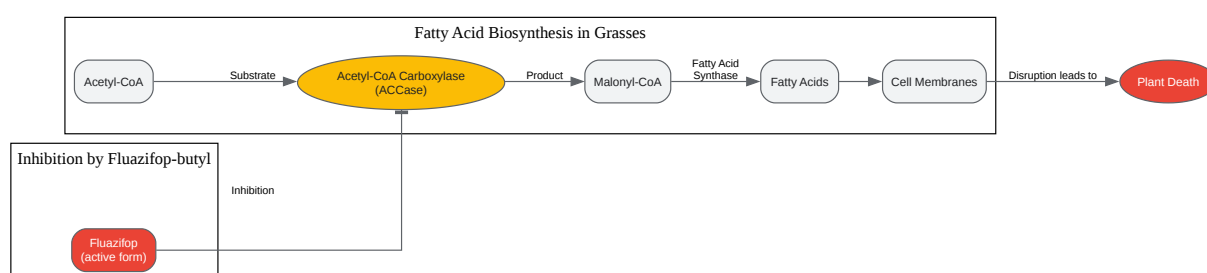 Fatty Acid Biosynthesis in Grasses
Acetyl-CoA
Substrate
Acetyl-CoA Carboxylase
(ACCase)
Product
Malonyl-CoA
Fatty Acid
Synthase
Fatty Acids
Cell Membranes
Disruption leads to
Plant Death
Inhibition by Fluazifop-butyl
Inhibition
Fluazifop
(active form)